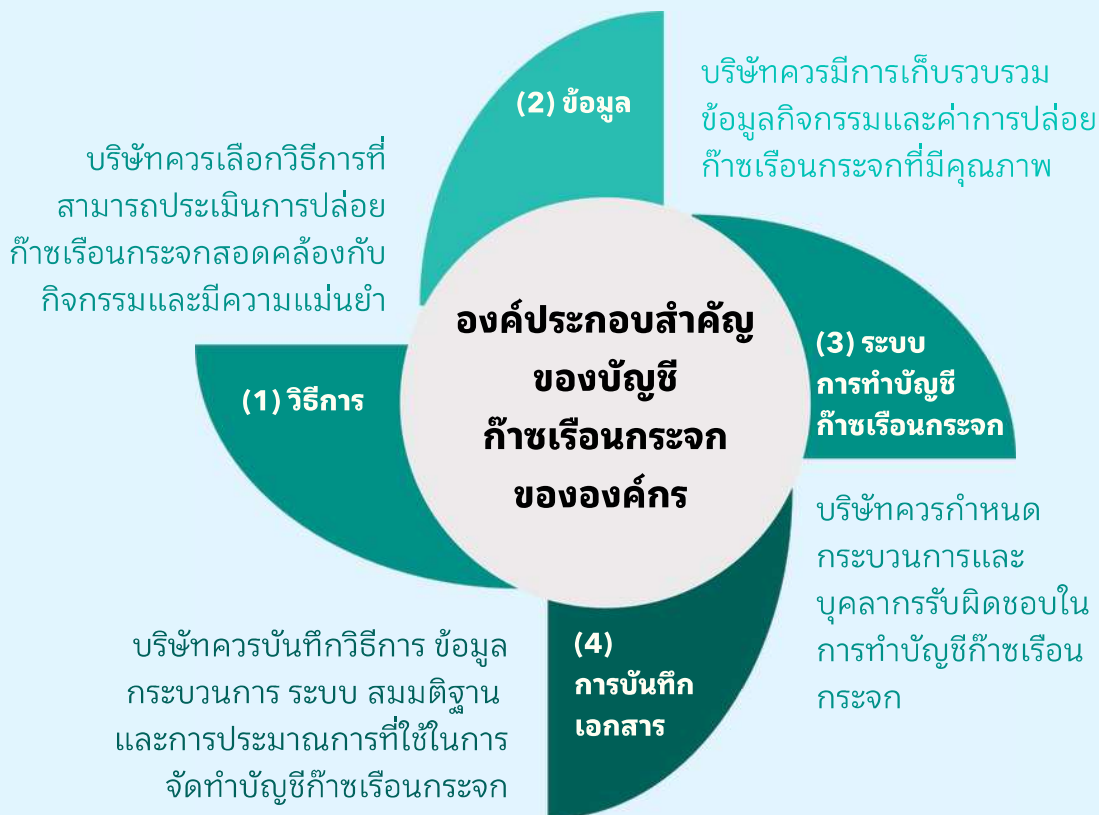 องค์ประกอบสำคัญ
ของบัญชี
ก๊าซเรือนกระจก
ขององค์กร
(1) วิธีการ
บริษัทควรเลือกวิธีการที่
สามารถประเมินการปล่อย
ก๊าซเรือนกระจกสอดคล้องกับ
กิจกรรมและมีความแม่นยำ
(2) ข้อมูล
บริษัทควรมีการเก็บรวบรวม
ข้อมูลกิจกรรมและค่าการปล่อย
ก๊าซเรือนกระจกที่มีคุณภาพ
(3) ระบบ
การทำบัญชี
ก๊าซเรือนกระจก
บริษัทควรกำหนด
กระบวนการและ
บุคลากรรับผิดชอบใน
การทำบัญชีก๊าซเรือน
กระจก
(4)
การบันทึก
เอกสาร
บริษัทควรบันทึกวิธีการ ข้อมูล
กระบวนการ ระบบ สมมติฐาน
และการประมาณการที่ใช้ในการ
จัดทำบัญชีก๊าซเรือนกระจก